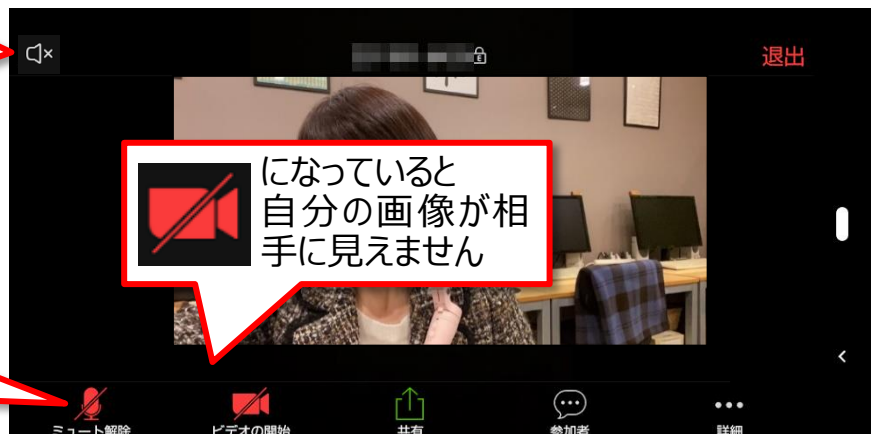 退出
になっていると
自分の画像が相
手に見えません
ミュート解除
ビデオの開始
共有
参加者
詳細